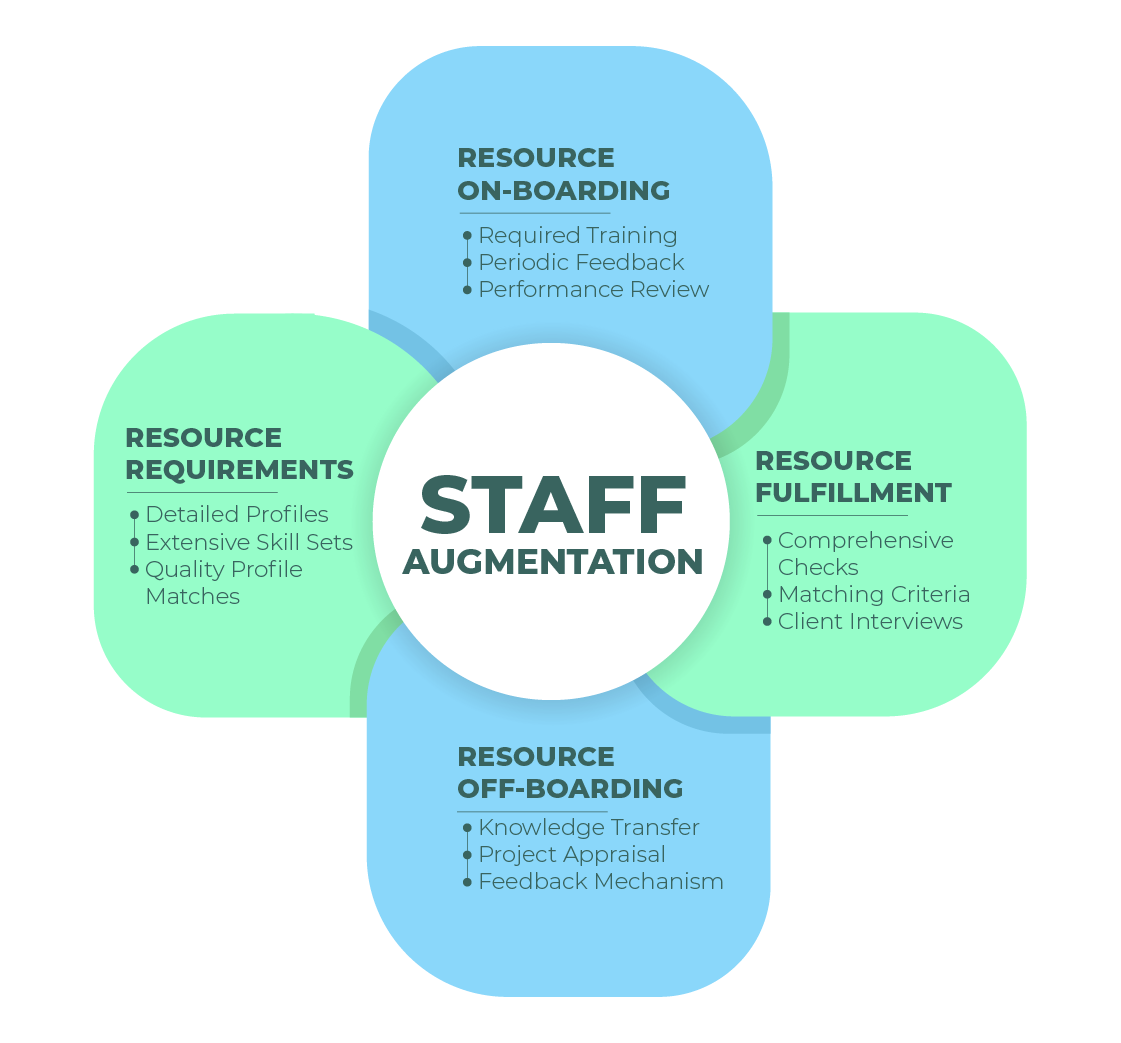 RESOURCE
ON-BOARDING
Required Training
Periodic Feedback
Performance Review
RESOURCE
REQUIREMENTS
Detailed Profiles
Extensive Skill Sets
Quality Profile
Matches
STAFF
AUGMENTATION
RESOURCE
FULFILLMENT
Comprehensive
Checks
Matching Criteria
Client Interviews
RESOURCE
OFF-BOARDING
Knowledge Transfer
Project Appraisal
Feedback Mechanism